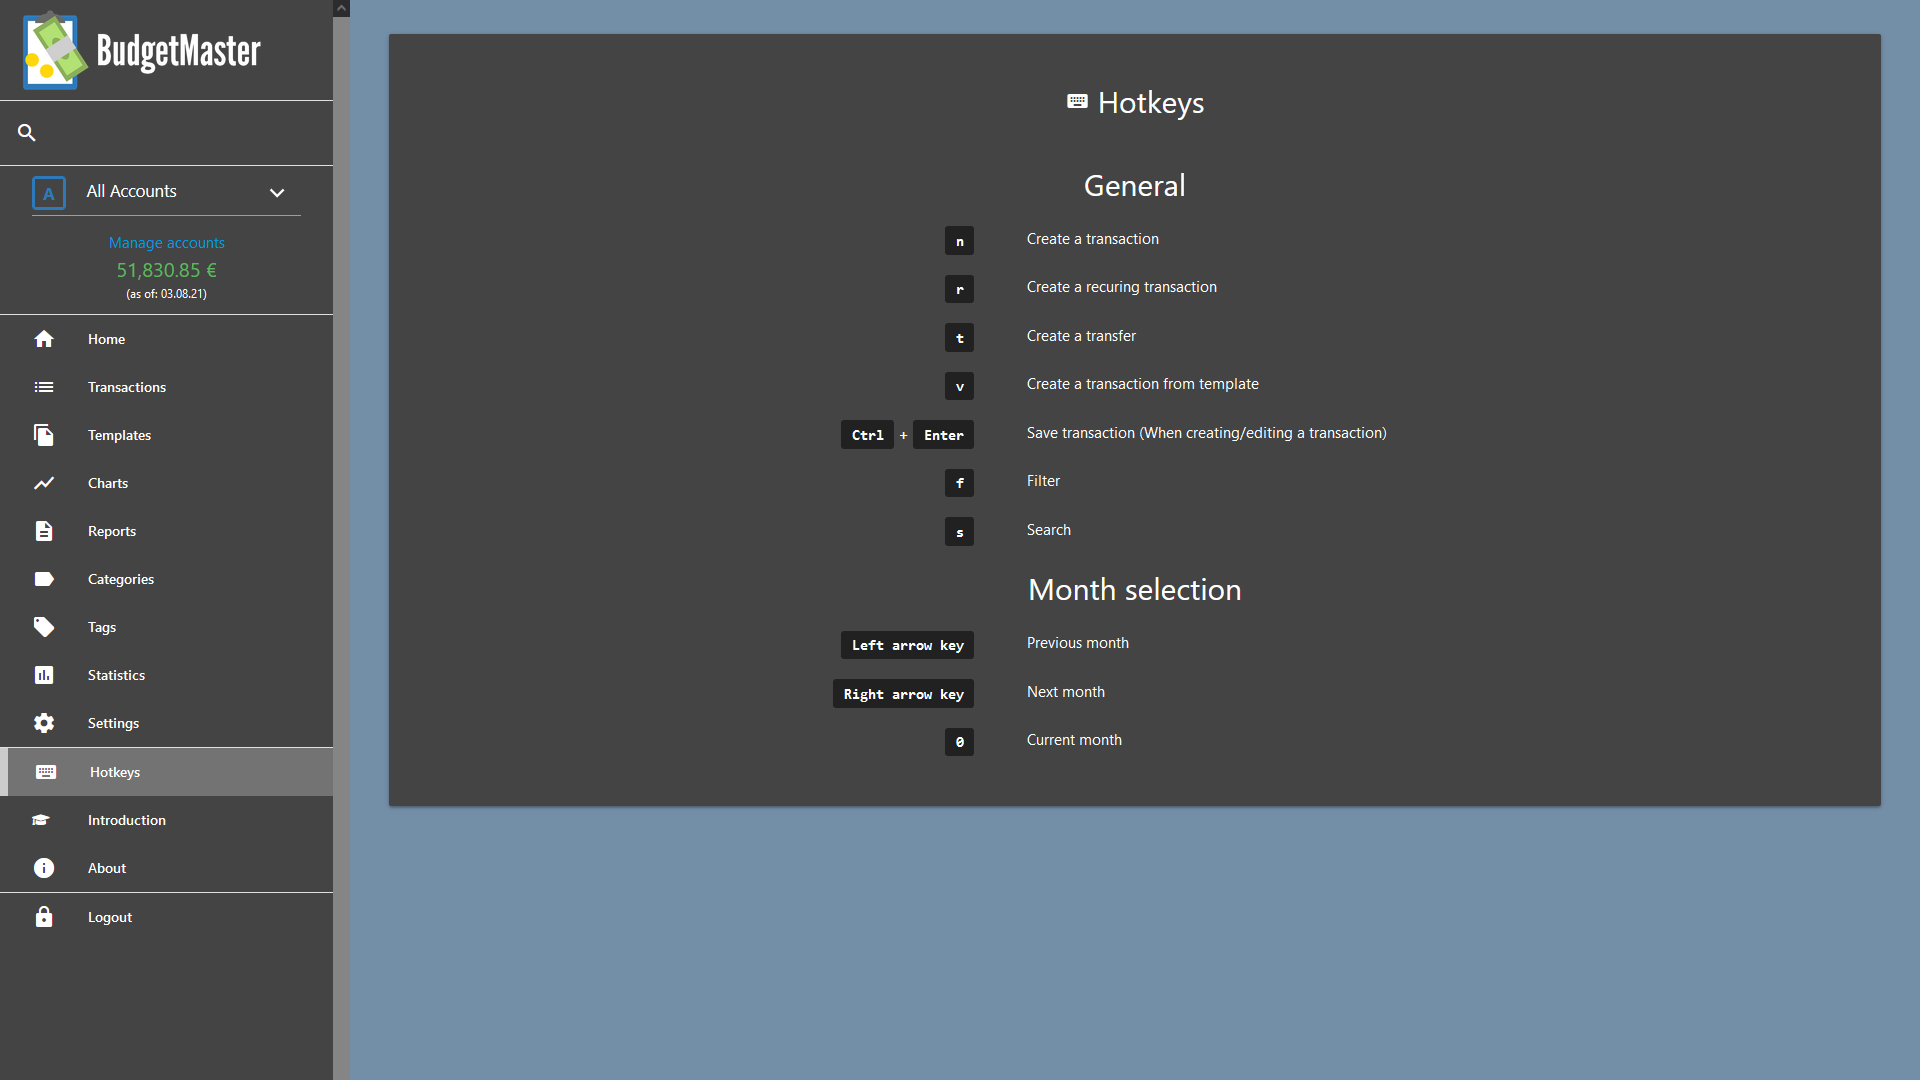 BudgetMaster
A All Accounts
Manage accounts
51,830.85 €
(as of: 03.08.21)
Home
Transactions
Templates
Charts
Reports
Categories
Tags
Statistics
Settings
Hotkeys
Introduction
About
Logout
Hotkeys
General
n Create a transaction
r Create a recuring transaction
t Create a transfer
v Create a transaction from template
Ctrl + Enter Save transaction (When creating/editing a transaction)
f Filter
s Search
Month selection
Left arrow key Previous month
Right arrow key Next month
0 Current month